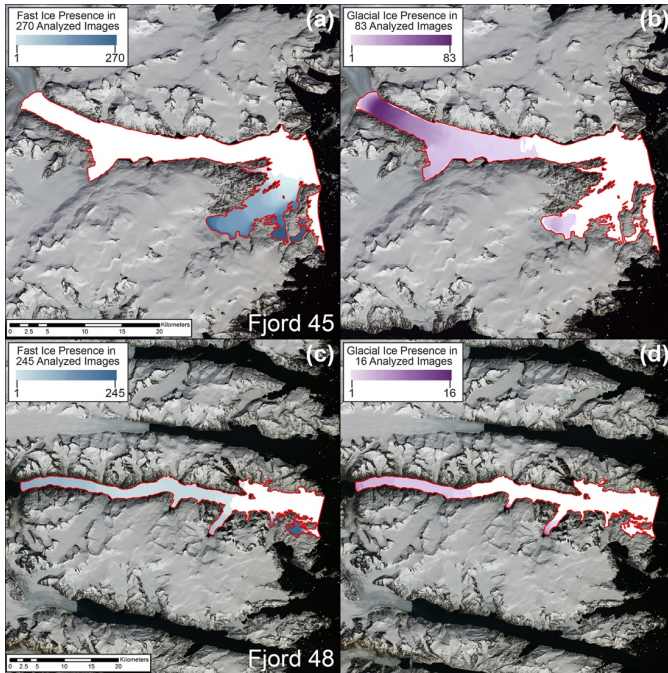 Fast Ice Presence in
270 Analyzed Images
1
270
(a)
Glacial Ice Presence in
83 Analyzed Images
1
83
(b)
Kilometers
0 2.5 5 10 15 20
Fjord 45
Fast Ice Presence in
245 Analyzed Images
1
245
(c)
Glacial Ice Presence in
16 Analyzed Images
1
16
(d)
Kilometers
0 2.5 5 10 15 20
Fjord 48